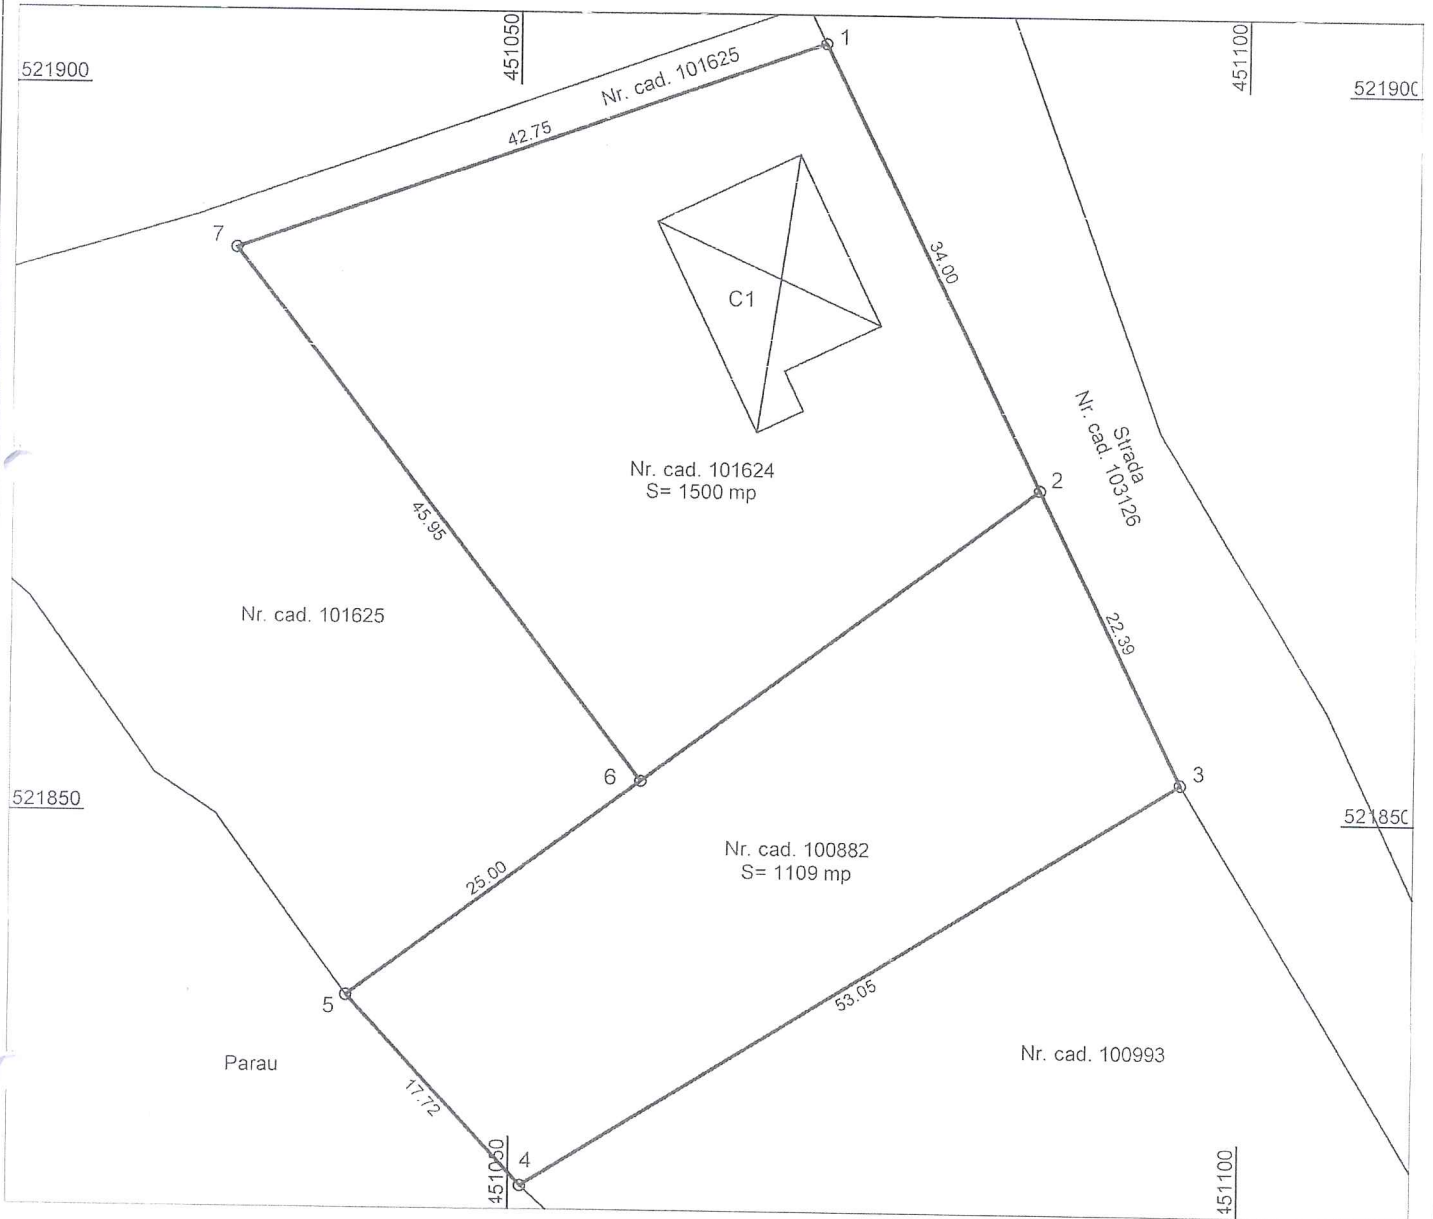 451050
451100
521900
521900
1
Nr. cad. 101625
42.75
7
34.00
C1
Strada
Nr. cad. 103126
Nr. cad. 101624
S= 1500 mp
2
45.95
Nr. cad. 101625
22.39
6
3
521850
521850
Nr. cad. 100882
S= 1109 mp
25.00
5
53.05
Parau
Nr. cad. 100993
17.72
4
451050
451100